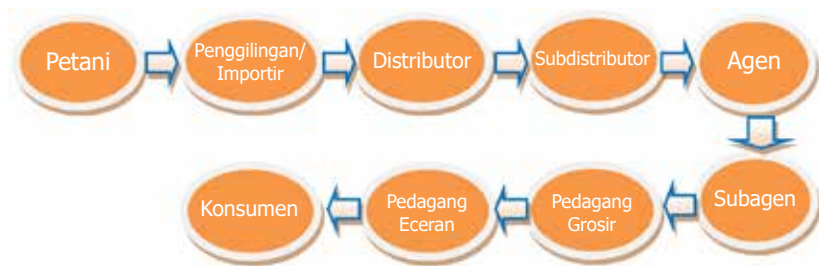 Petani
Penggilingan/
Importir
Distributor
Subdistributor
Agen
Subagen
Pedagang
Grosir
Pedagang
Eceran
Konsumen